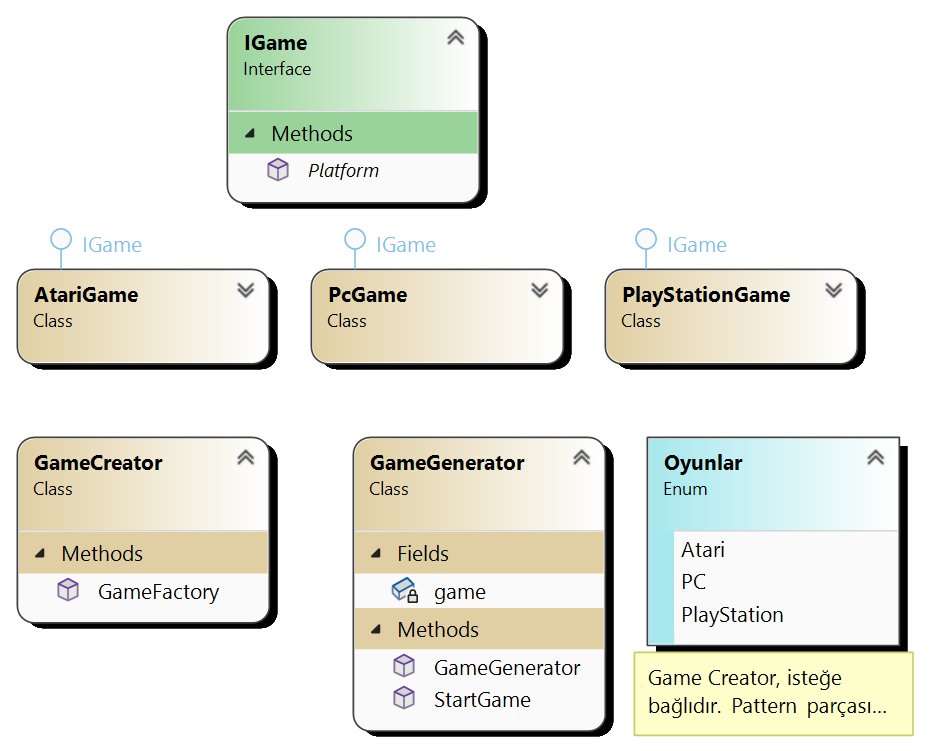 IGame
Interface
Methods
Platform
IGame
IGame
IGame
AtariGame
Class
PcGame
Class
PlayStationGame
Class
GameCreator
Class
Methods
GameFactory
GameGenerator
Class
Fields
game
Methods
GameGenerator
StartGame
Oyunlar
Enum
Atari
PC
PlayStation
Game Creator, isteğe
bağlıdır. Pattern parçası...